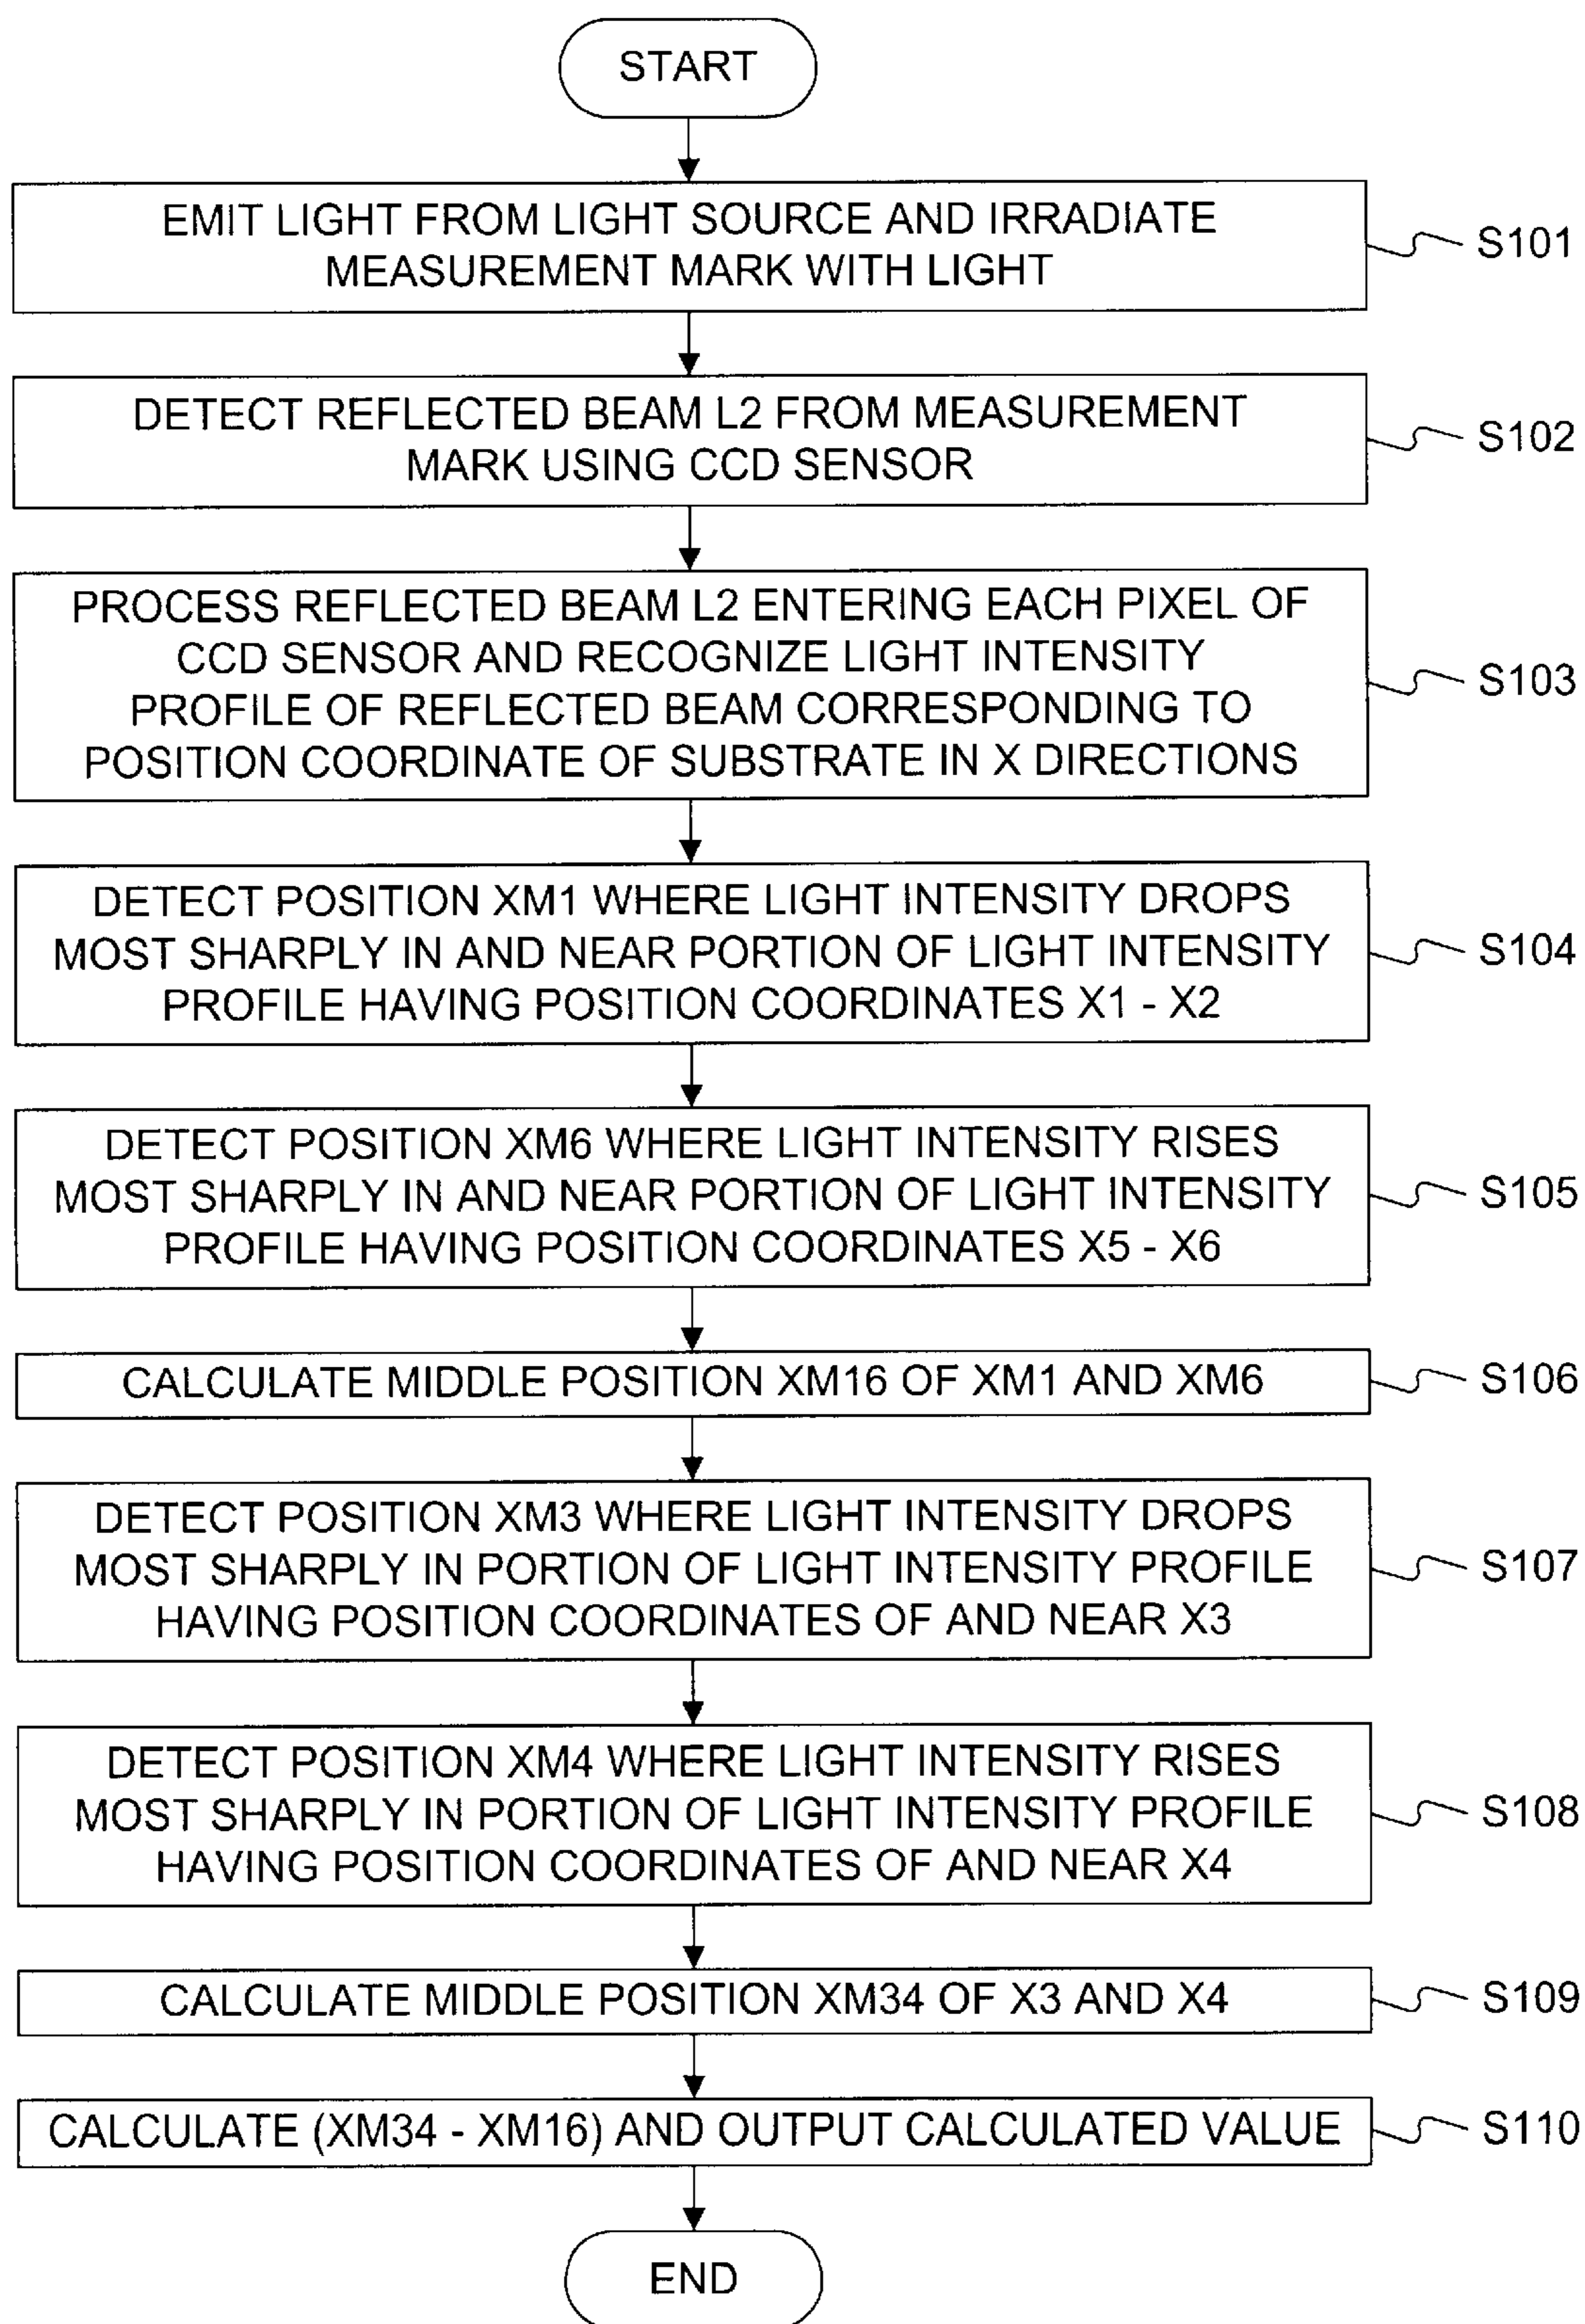 START
EMIT LIGHT FROM LIGHT SOURCE AND IRRADIATE
MEASUREMENT MARK WITH LIGHT
S101
DETECT REFLECTED BEAM L2 FROM MEASUREMENT
MARK USING CCD SENSOR
S102
PROCESS REFLECTED BEAM L2 ENTERING EACH PIXEL OF
CCD SENSOR AND RECOGNIZE LIGHT INTENSITY
PROFILE OF REFLECTED BEAM CORRESPONDING TO
POSITION COORDINATE OF SUBSTRATE IN X DIRECTIONS
S103
DETECT POSITION XM1 WHERE LIGHT INTENSITY DROPS
MOST SHARPLY IN AND NEAR PORTION OF LIGHT INTENSITY
PROFILE HAVING POSITION COORDINATES X1 - X2
S104
DETECT POSITION XM6 WHERE LIGHT INTENSITY RISES
MOST SHARPLY IN AND NEAR PORTION OF LIGHT INTENSITY
PROFILE HAVING POSITION COORDINATES X5 - X6
S105
CALCULATE MIDDLE POSITION XM16 OF XM1 AND XM6
S106
DETECT POSITION XM3 WHERE LIGHT INTENSITY DROPS
MOST SHARPLY IN PORTION OF LIGHT INTENSITY PROFILE
HAVING POSITION COORDINATES OF AND NEAR X3
S107
DETECT POSITION XM4 WHERE LIGHT INTENSITY RISES
MOST SHARPLY IN PORTION OF LIGHT INTENSITY PROFILE
HAVING POSITION COORDINATES OF AND NEAR X4
S108
CALCULATE MIDDLE POSITION XM34 OF X3 AND X4
S109
CALCULATE (XM34 - XM16) AND OUTPUT CALCULATED VALUE
S110
END